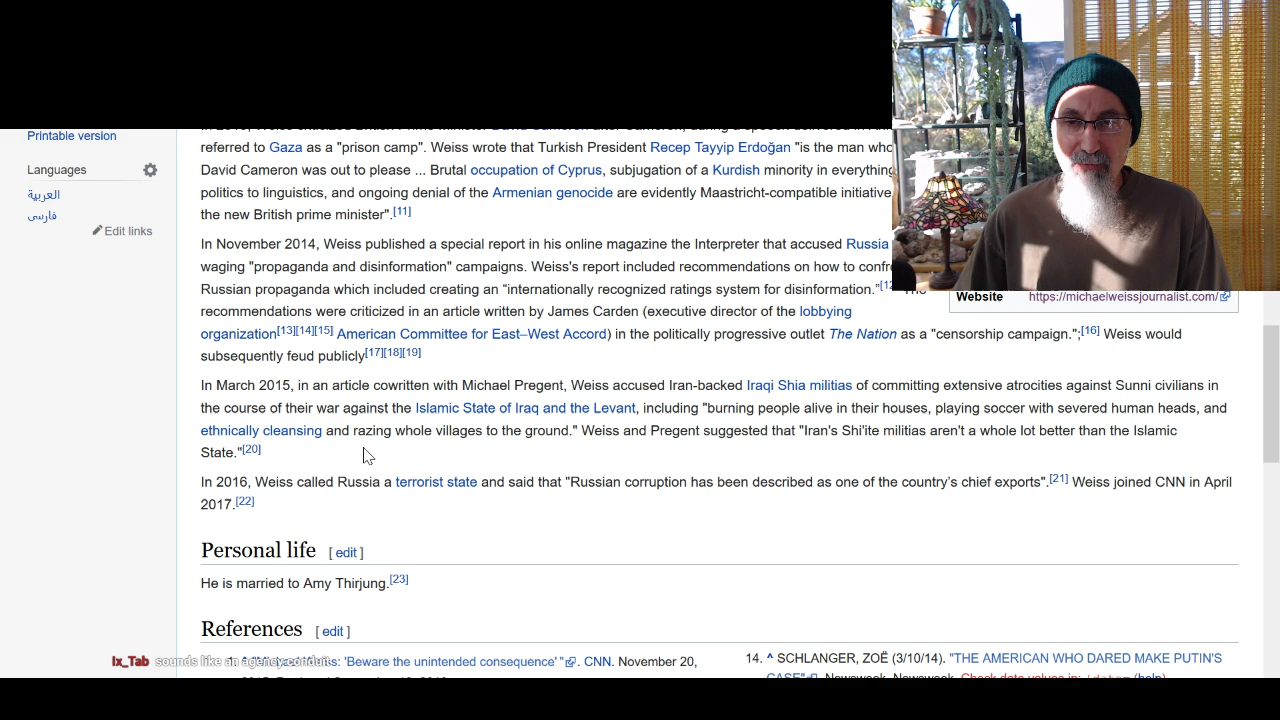 Printable version
Languages
العربية
فارسی
Edit links
referred to Gaza as a "prison camp". Weiss wrote that Turkish President Recep Tayyip Erdoğan "is the man who
David Cameron was out to please ... Brutal occupation of Cyprus, subjugation of a Kurdish minority in everything
politics to linguistics, and ongoing denial of the Armenian genocide are evidently Maastricht-compatible initiative
the new British prime minister".[11]
In November 2014, Weiss published a special report in his online magazine the Interpreter that accused Russia
waging "propaganda and disinformation" campaigns. Weiss's report included recommendations on how to confr
Russian propaganda which included creating an “internationally recognized ratings system for disinformation.”[12 The
recommendations were criticized in an article written by James Carden (executive director of the lobbying
organization[13][14][15] American Committee for East–West Accord) in the politically progressive outlet The Nation as a "censorship campaign.";[16] Weiss would
subsequently feud publicly[17][18][19]
In March 2015, in an article cowritten with Michael Pregent, Weiss accused Iran-backed Iraqi Shia militias of committing extensive atrocities against Sunni civilians in
the course of their war against the Islamic State of Iraq and the Levant, including "burning people alive in their houses, playing soccer with severed human heads, and
ethnically cleansing and razing whole villages to the ground." Weiss and Pregent suggested that "Iran's Shi'ite militias aren't a whole lot better than the Islamic
State."[20]
In 2016, Weiss called Russia a terrorist state and said that "Russian corruption has been described as one of the country’s chief exports".[21] Weiss joined CNN in April
2017.[22]
Website https://michaelweissjournalist.com/
Personal life [ edit ]
He is married to Amy Thirjung.[23]
References [ edit ]
lx_Tab sounds like an agency conduit
'Beware the unintended consequence' ". CNN. November 20,
14. ^ SCHLANGER, ZOË (3/10/14). "THE AMERICAN WHO DARED MAKE PUTIN'S